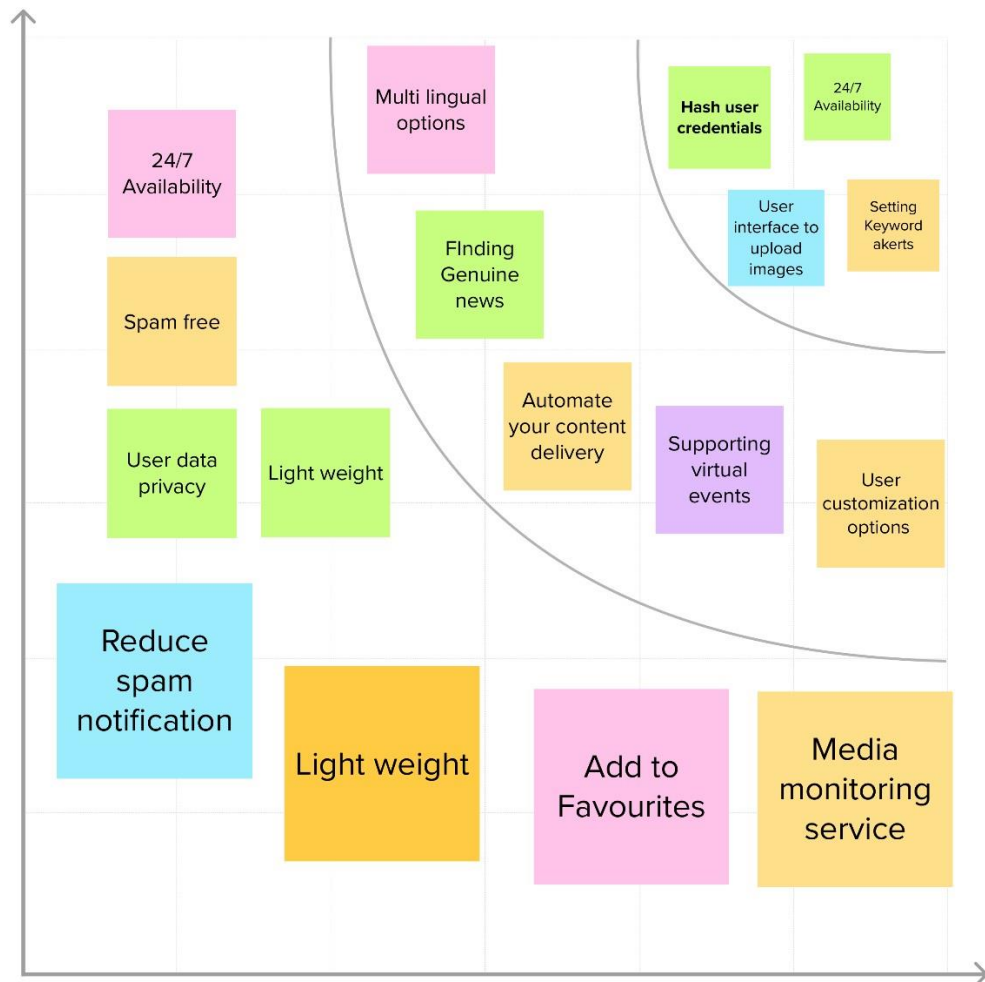 Multi lingual
options
Hash user
credentials
24/7
Availability
24/7
Availability
User
interface to
upload
images
Setting
Keyword
akerts
FInding
Genuine
news
Spam free
Automate
your content
delivery
Supporting
virtual
events
User
customization
options
User data
privacy
Light weight
Reduce
spam
notification
Light weight
Add to
Favourites
Media
monitoring
service